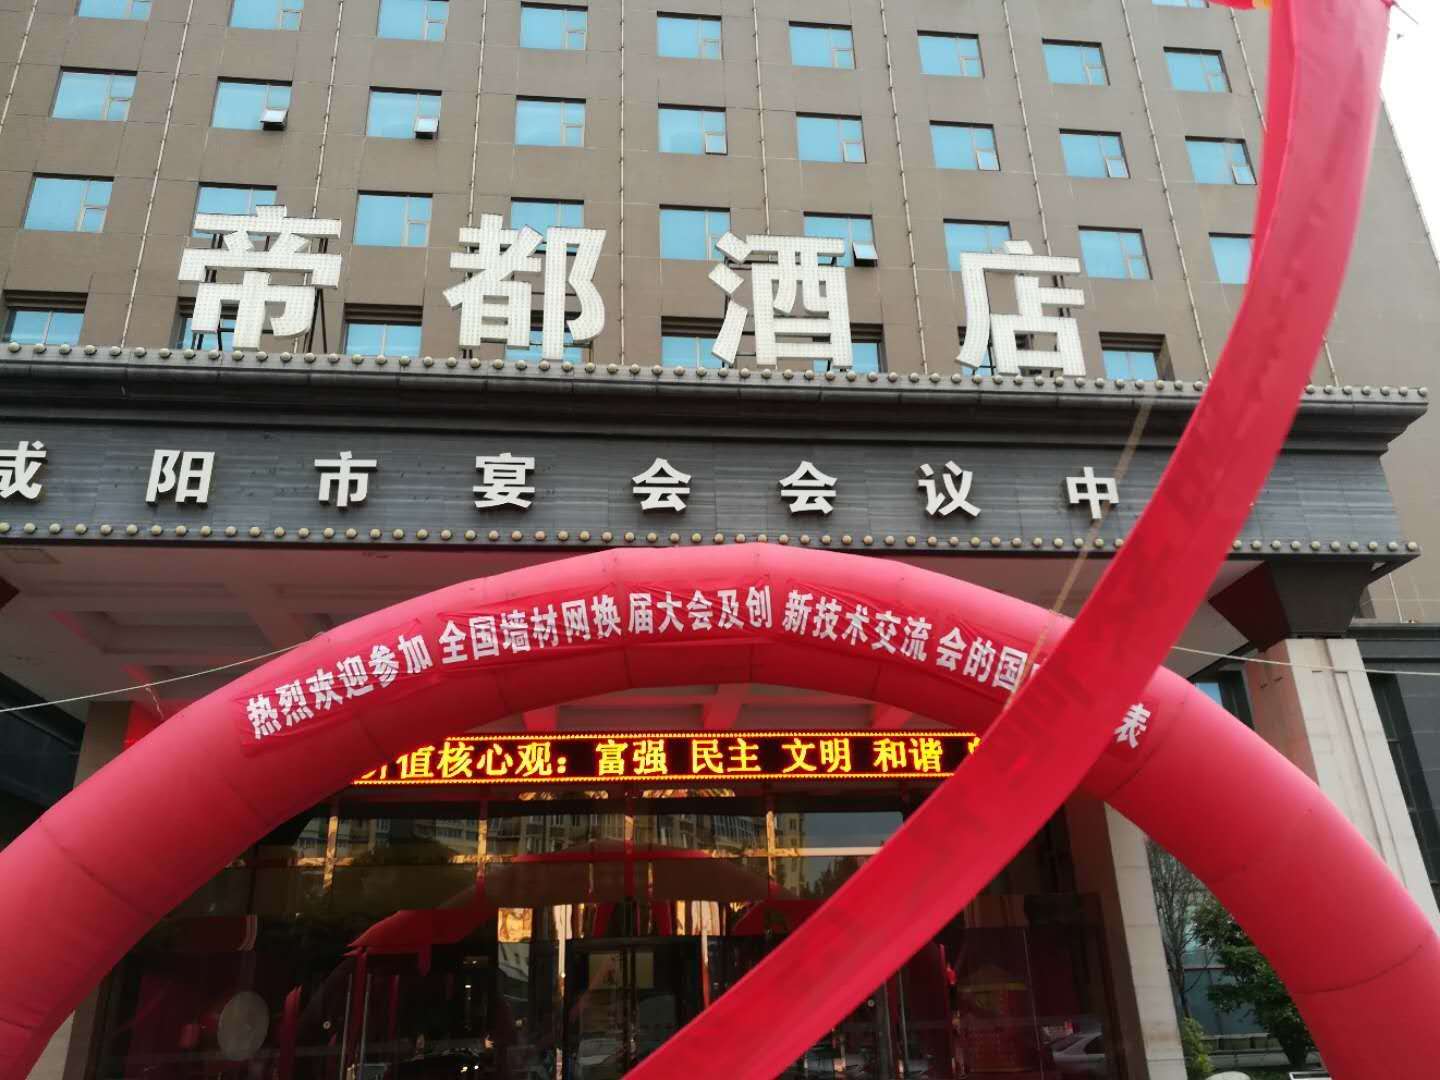 帝都酒店
咸阳市宴会会议中
热烈欢迎参加全国墙材网换届大会及创新技术交流会的国 表
价值核心观：富强 民主 文明 和谐